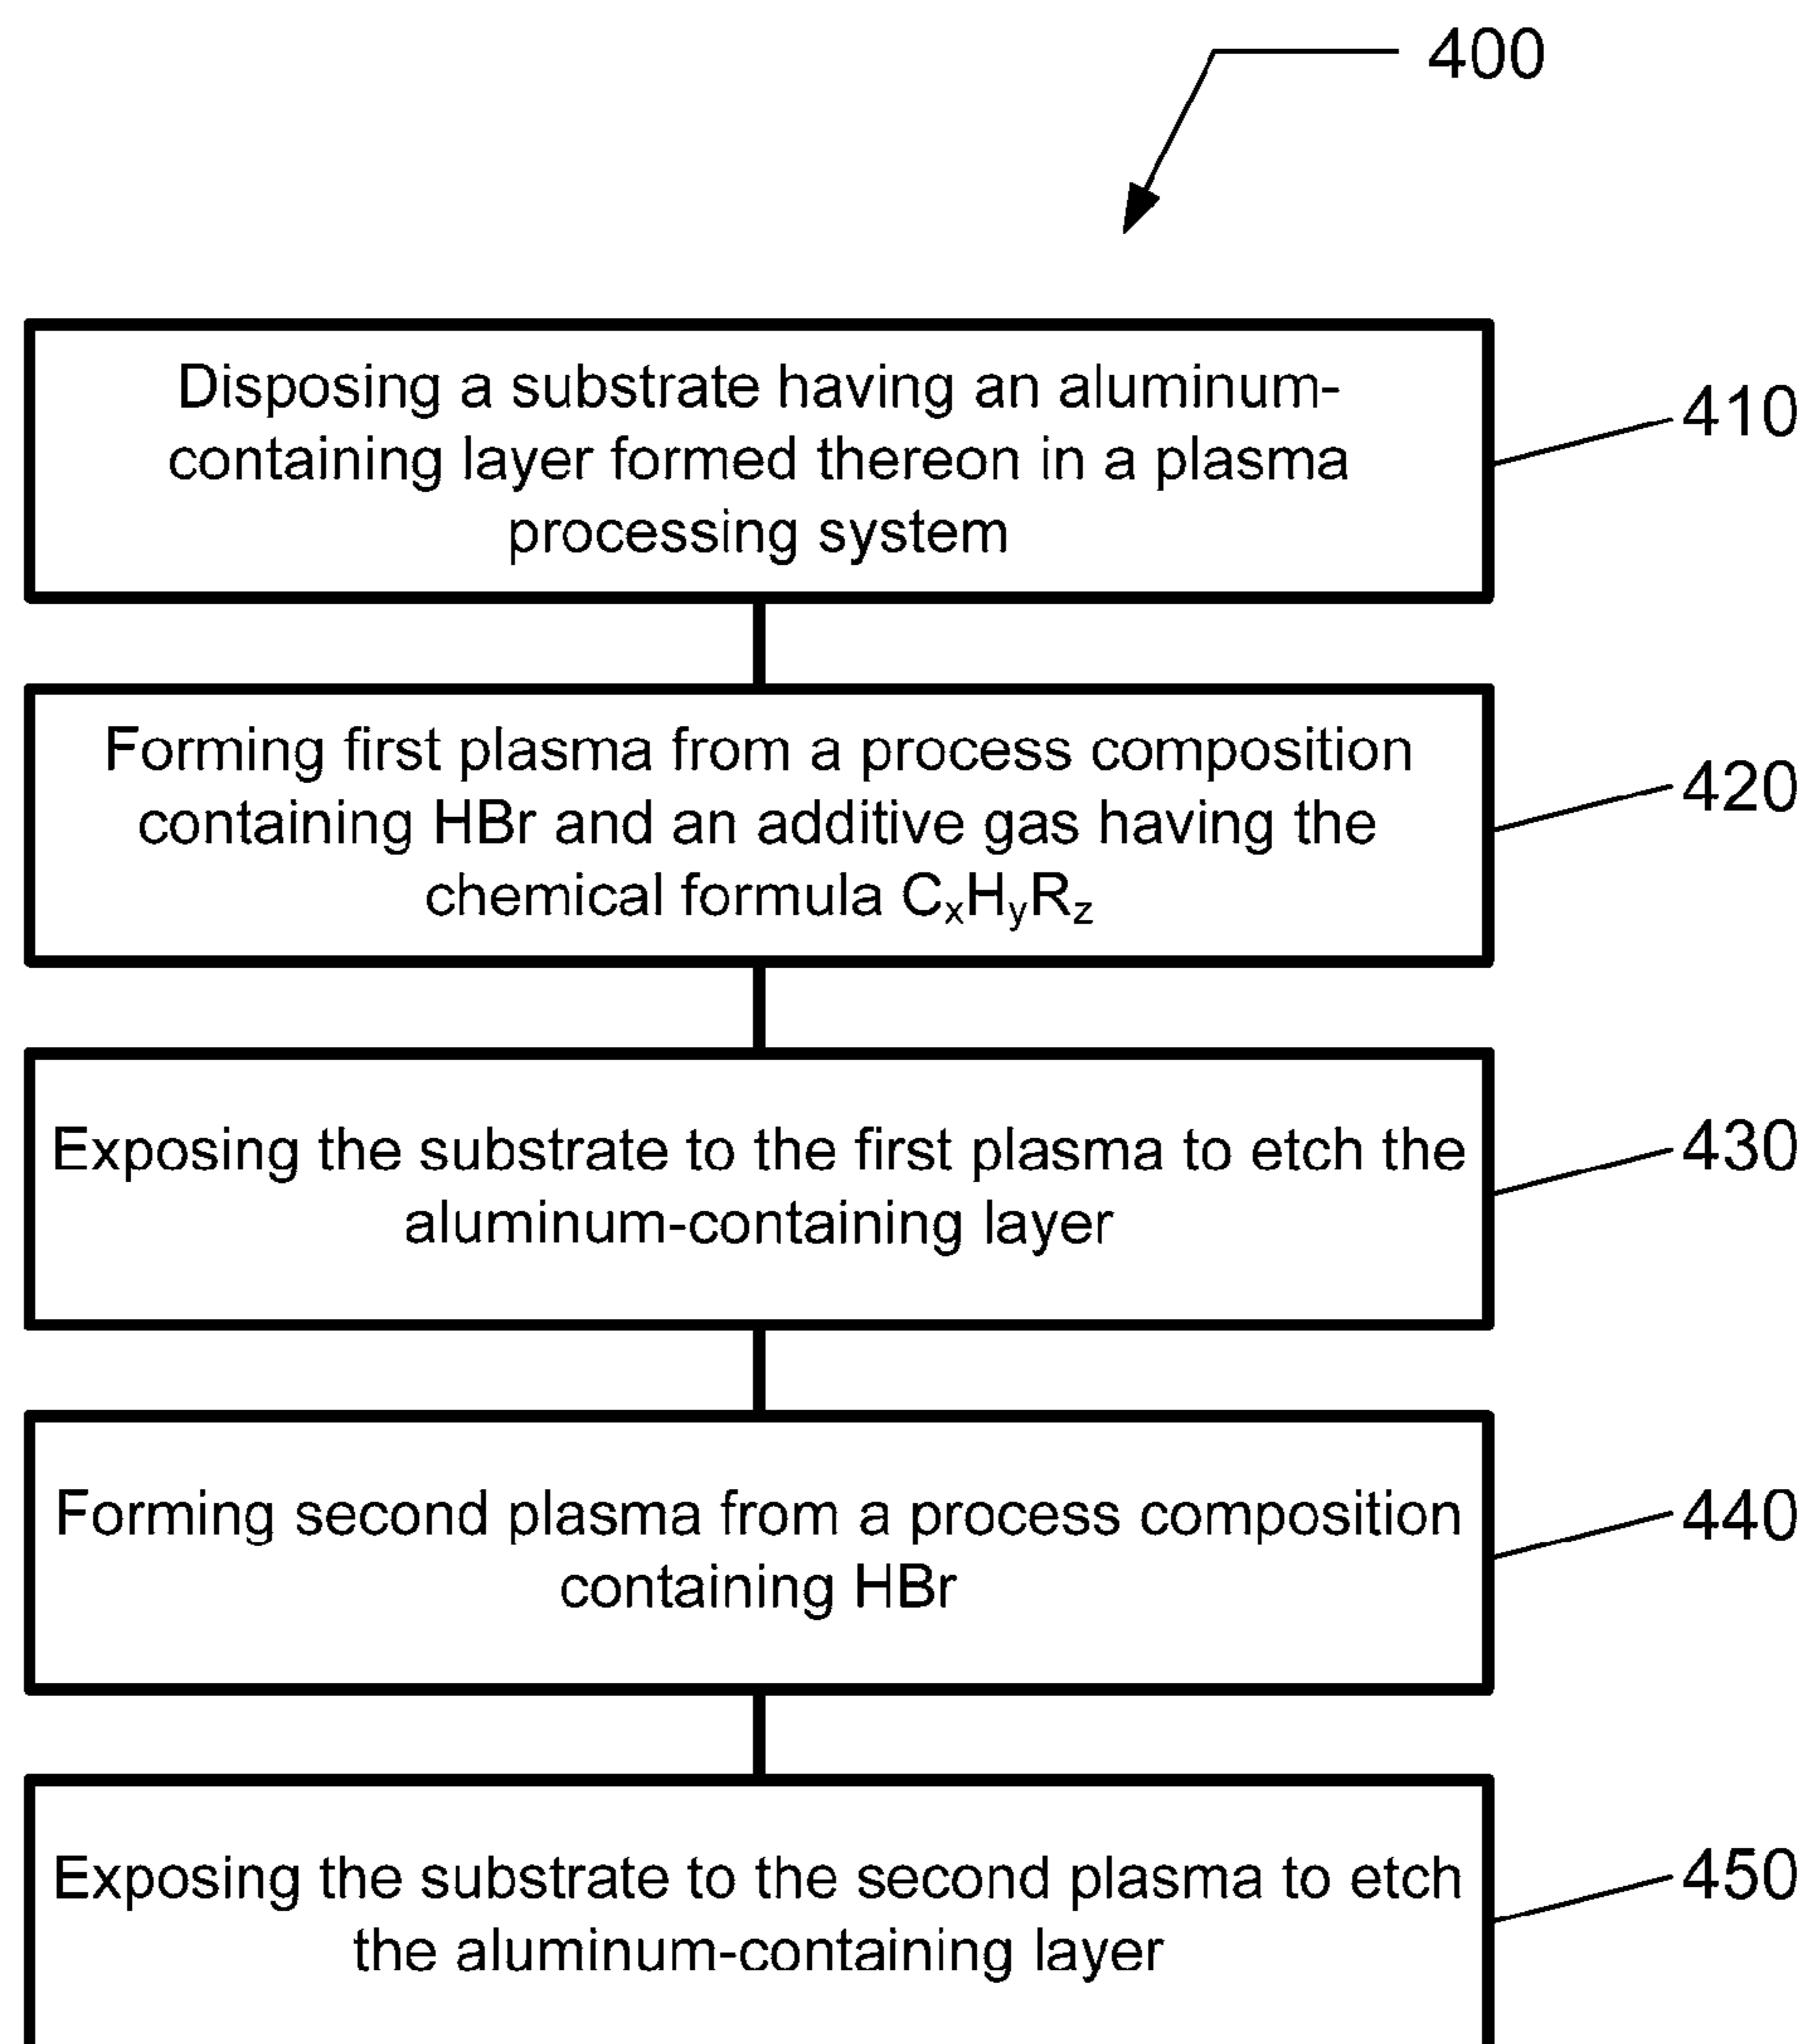 400
Disposing a substrate having an aluminum-
containing layer formed thereon in a plasma
processing system
410
Forming first plasma from a process composition
containing HBr and an additive gas having the
chemical formula CxHyRz
420
Exposing the substrate to the first plasma to etch the
aluminum-containing layer
430
Forming second plasma from a process composition
containing HBr
440
Exposing the substrate to the second plasma to etch
the aluminum-containing layer
450